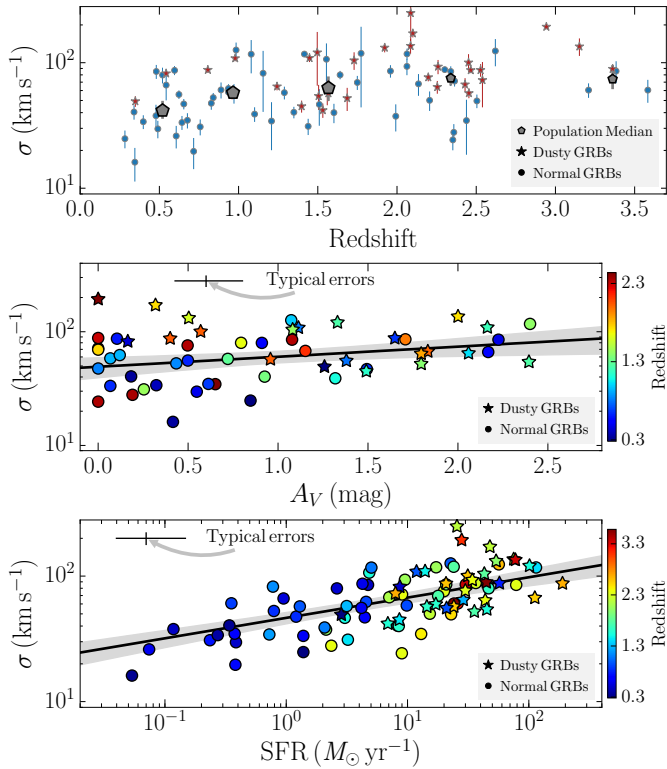 10²
10¹
σ (km s⁻¹)
Population Median
Dusty GRBs
Normal GRBs
0.0 0.5 1.0 1.5 2.0 2.5 3.0 3.5
Redshift
10²
10¹
σ (km s⁻¹)
Typical errors
Dusty GRBs
Normal GRBs
0.0 0.5 1.0 1.5 2.0 2.5
A_V (mag)
2.3
1.3
0.3
Redshift
10²
10¹
σ (km s⁻¹)
Typical errors
Dusty GRBs
Normal GRBs
10⁻¹ 10⁰ 10¹ 10²
SFR (M⊙ yr⁻¹)
3.3
2.3
1.3
0.3
Redshift